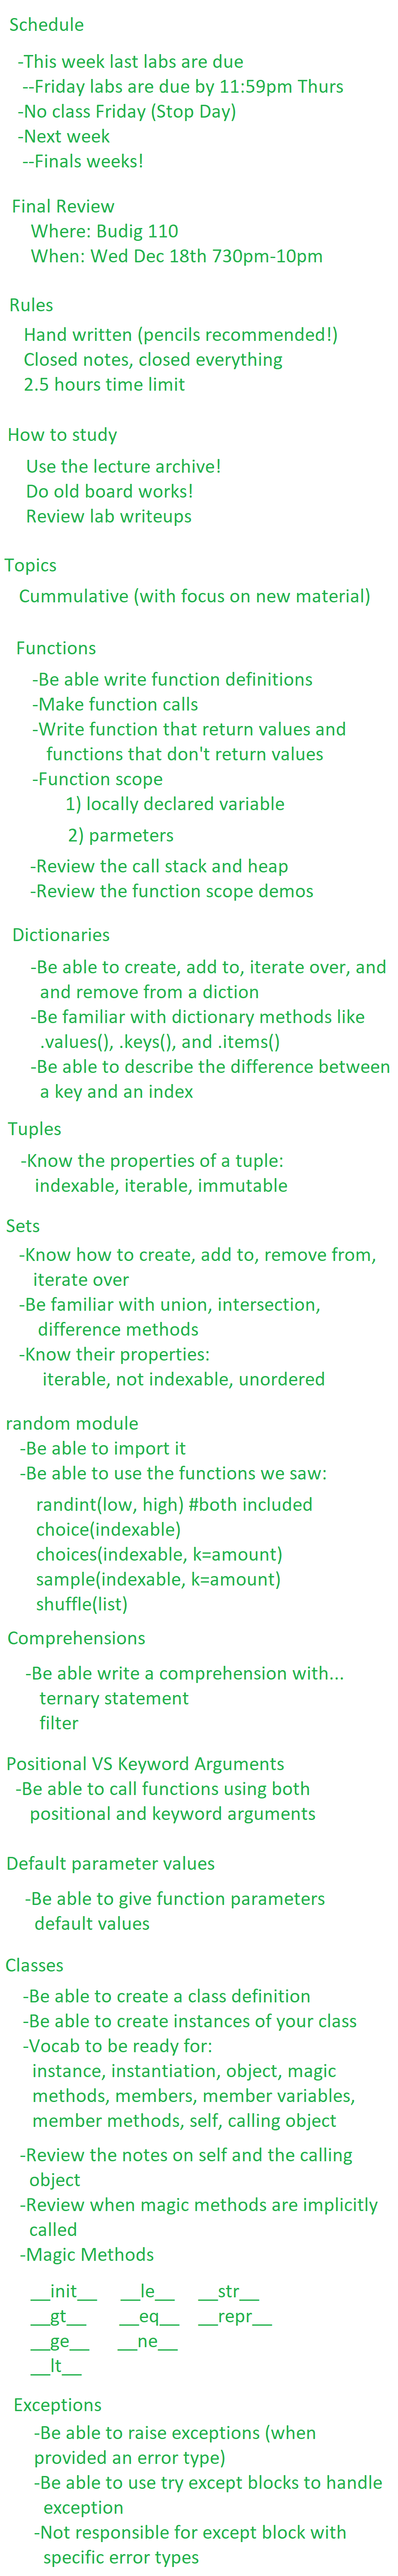 Schedule
-This week last labs are due
--Friday labs are due by 11:59pm Thurs
-No class Friday (Stop Day)
-Next week
--Finals weeks!
Final Review
Where: Budig 110
When: Wed Dec 18th 730pm-10pm
Rules
Hand written (pencils recommended!)
Closed notes, closed everything
2.5 hours time limit
How to study
Use the lecture archive!
Do old board works!
Review lab writeups
Topics
Cummulative (with focus on new material)
Functions
-Be able write function definitions
-Make function calls
-Write function that return values and
functions that don't return values
-Function scope
1) locally declared variable
2) parmeters
-Review the call stack and heap
-Review the function scope demos
Dictionaries
-Be able to create, add to, iterate over, and
and remove from a diction
-Be familiar with dictionary methods like
.values(), .keys(), and .items()
-Be able to describe the difference between
a key and an index
Tuples
-Know the properties of a tuple:
indexable, iterable, immutable
Sets
-Know how to create, add to, remove from,
iterate over
-Be familiar with union, intersection,
difference methods
-Know their properties:
iterable, not indexable, unordered
random module
-Be able to import it
-Be able to use the functions we saw:
randint(low, high) #both included
choice(indexable)
choices(indexable, k=amount)
sample(indexable, k=amount)
shuffle(list)
Comprehensions
-Be able write a comprehension with...
ternary statement
filter
Positional VS Keyword Arguments
-Be able to call functions using both
positional and keyword arguments
Default parameter values
-Be able to give function parameters
default values
Classes
-Be able to create a class definition
-Be able to create instances of your class
-Vocab to be ready for:
instance, instantiation, object, magic
methods, members, member variables,
member methods, self, calling object
-Review the notes on self and the calling
object
-Review when magic methods are implicitly
called
-Magic Methods
__init__ __le__ __str__
__gt__ __eq__ __repr__
__ge__ __ne__
__lt__
Exceptions
-Be able to raise exceptions (when
provided an error type)
-Be able to use try except blocks to handle
exception
-Not responsible for except block with
specific error types